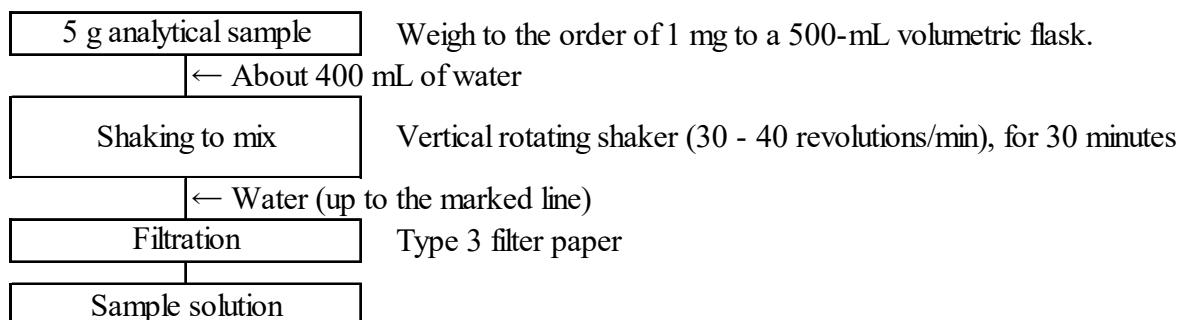 5 g analytical sample Weigh to the order of 1 mg to a 500-mL volumetric flask.
← About 400 mL of water
Shaking to mix Vertical rotating shaker (30 - 40 revolutions/min), for 30 minutes
← Water (up to the marked line)
Filtration Type 3 filter paper
Sample solution